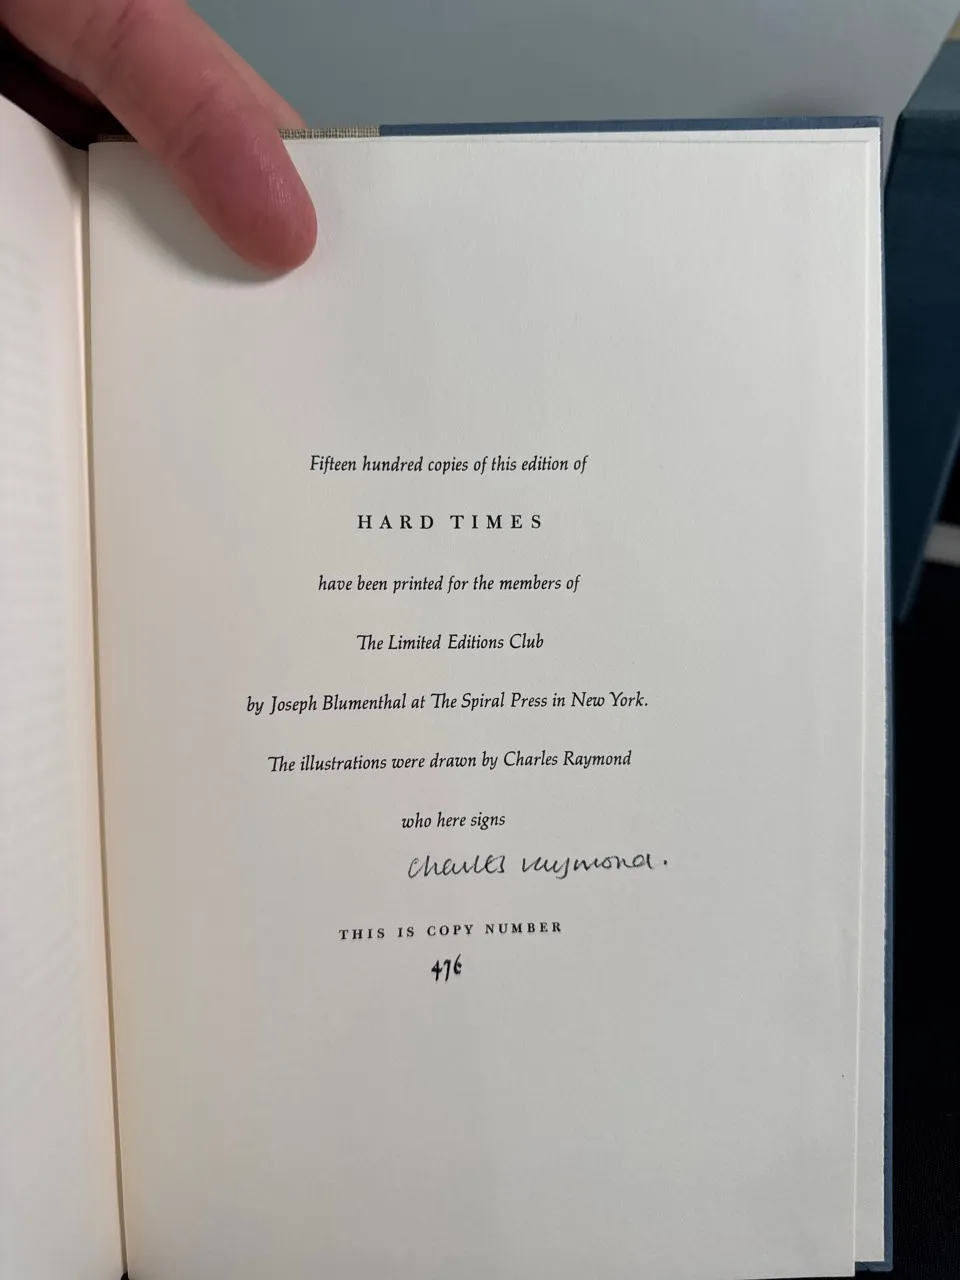 Fifteen hundred copies of this edition of
HARD TIMES
have been printed for the members of
The Limited Editions Club
by Joseph Blumenthal at The Spiral Press in New York.
The illustrations were drawn by Charles Raymond
who here signs
Charles Raymond.
THIS IS COPY NUMBER
476